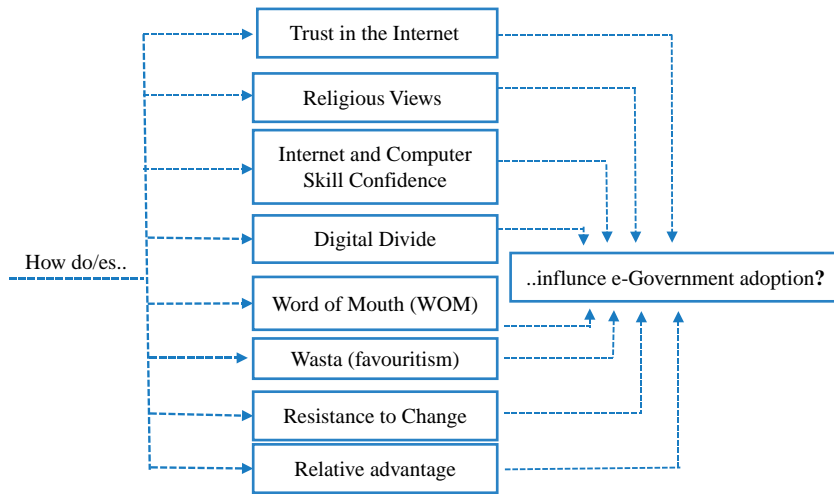 Trust in the Internet
Religious Views
Internet and Computer
Skill Confidence
Digital Divide
How do/es..
..influnce e-Government adoption?
Word of Mouth (WOM)
Wasta (favouritism)
Resistance to Change
Relative advantage